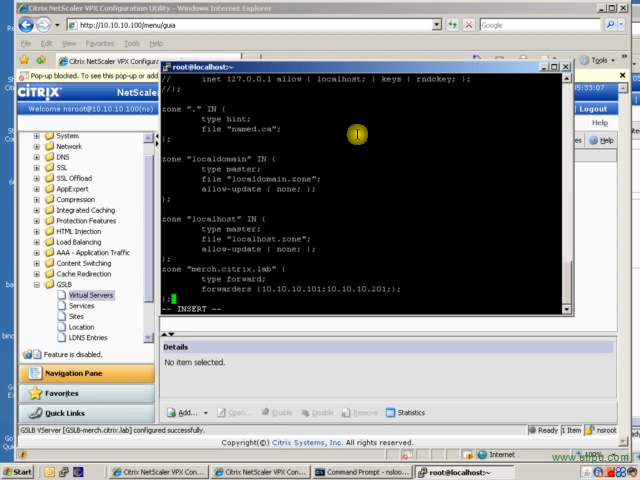 Citrix NetScaler VPX Configuration Utility - Windows Internet Explorer
http://10.10.10.100/menu/guia
Google
File Edit View Favorites Tools Help
Citrix NetScaler VPX Configura
Tools
Pop-up blocked. To see this pop-up or add
CITRIX NetScale
05:33:07
Welcome nsroot@10.10.10.100(ns)
Logout
Help
Help
System
Network
DNS
SSL
SSL Offload
AppExpert
Compression
Integrated Caching
Protection Features
HTML Injection
Load Balancing
AAA - Application Traffic
Content Switching
Cache Redirection
GSLB
Virtual Servers
Services
Sites
Location
LDNS Entries
Feature is disabled.
Navigation Pane
Favorites
Quick Links
root@localhost:~
// inet 127.0.0.1 allow { localhost; } keys { rndckey; };
//};
zone "." IN {
type hint;
file "named.ca";
};
zone "localdomain" IN {
type master;
file "localdomain.zone";
allow-update { none; };
};
zone "localhost" IN {
type master;
file "localhost.zone";
allow-update { none; };
};
zone "merch.citrix.lab" {
type forward;
forwarders {10.10.10.101;10.10.10.201;};
};
-- INSERT --
Details
No item selected.
Add... Open... Enable Disable Remove Statistics
GSLB VServer [GSLB-merch.citrix.lab] configured successfully.
Ready 1 Item nsroot
Copyright(©) Citrix Systems, Inc. All rights reserved.
Internet 100%
www.utibu.com
Start Citrix NetScaler VPX Con... Citrix NetScaler VPX Con... Command Prompt - nsloo... root@localhost:~